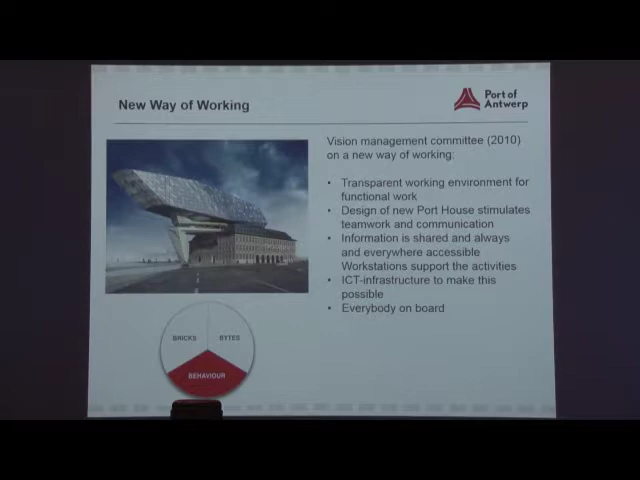 New Way of Working
Port of
Antwerp
Vision management committee (2010)
on a new way of working:
• Transparent working environment for
functional work
• Design of new Port House stimulates
teamwork and communication
• Information is shared and always
and everywhere accessible
Workstations support the activities
• ICT-infrastructure to make this
possible
• Everybody on board
BRICKS
BYTES
BEHAVIOUR